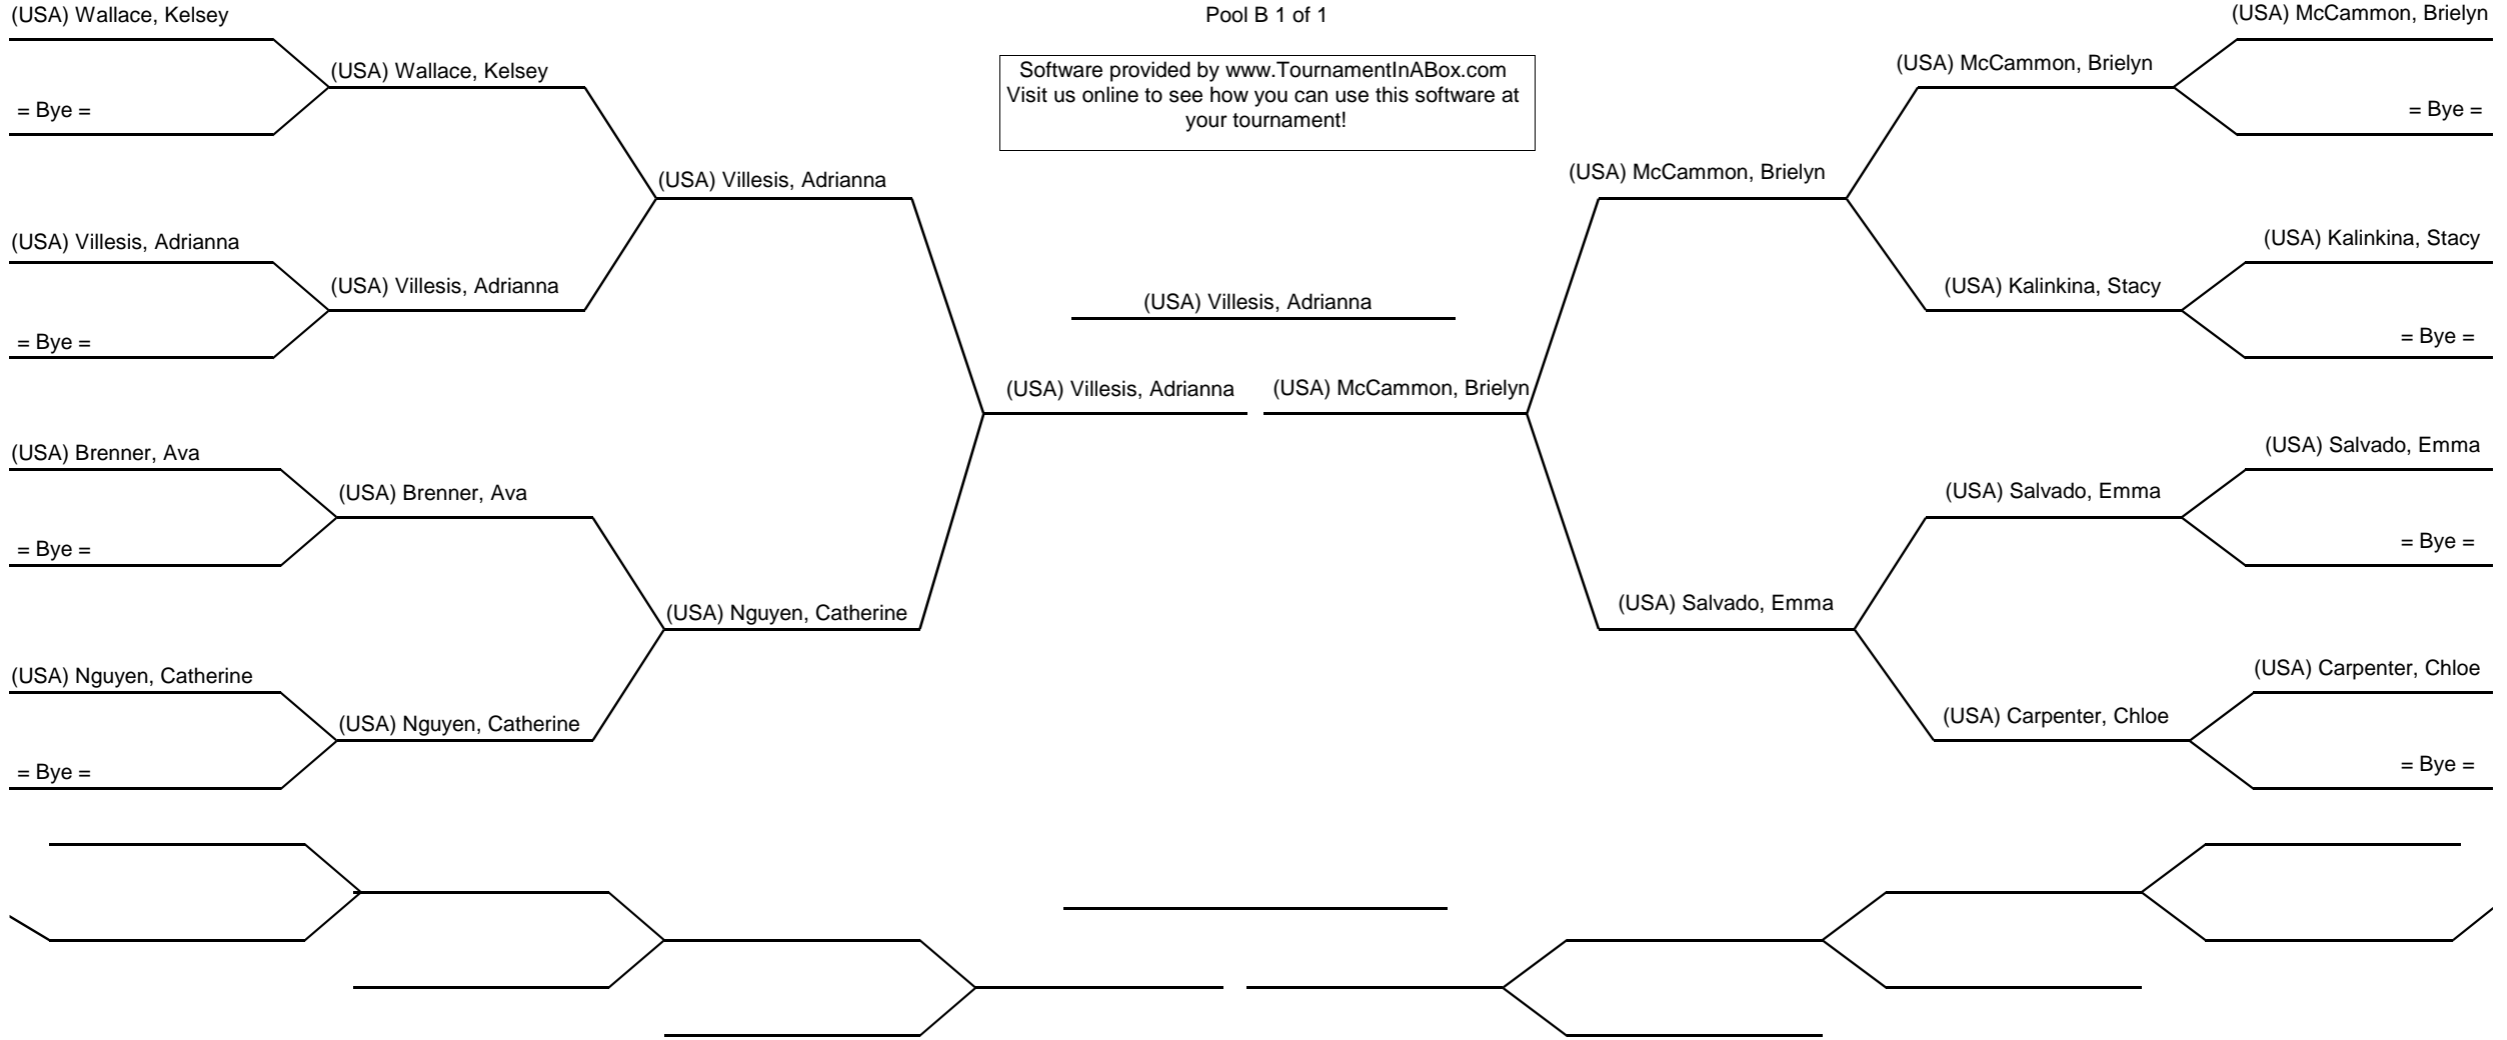 (USA) Wallace, Kelsey
Pool B 1 of 1
(USA) McCammon, Brielyn
(USA) Wallace, Kelsey
Software provided by www.TournamentInABox.com
Visit us online to see how you can use this software at
your tournament!
(USA) McCammon, Brielyn
= Bye =
= Bye =
(USA) Villesis, Adrianna
(USA) McCammon, Brielyn
(USA) Villesis, Adrianna
(USA) Kalinkina, Stacy
(USA) Villesis, Adrianna
(USA) Villesis, Adrianna
(USA) Kalinkina, Stacy
= Bye =
= Bye =
(USA) Villesis, Adrianna
(USA) McCammon, Brielyn
(USA) Brenner, Ava
(USA) Salvado, Emma
(USA) Brenner, Ava
(USA) Salvado, Emma
= Bye =
= Bye =
(USA) Nguyen, Catherine
(USA) Salvado, Emma
(USA) Nguyen, Catherine
(USA) Carpenter, Chloe
(USA) Nguyen, Catherine
(USA) Carpenter, Chloe
= Bye =
= Bye =